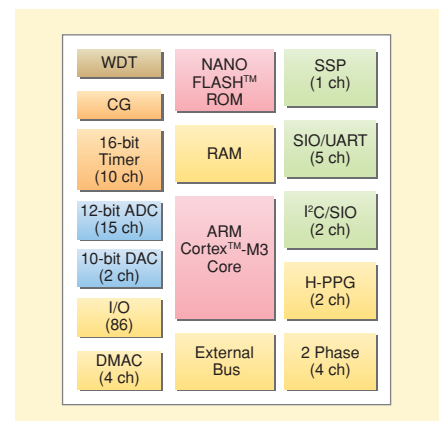 WDT
CG
16-bit
Timer
(10 ch)
12-bit ADC
(15 ch)
10-bit DAC
(2 ch)
I/O
(86)
DMAC
(4 ch)
NANO
FLASH™
ROM
RAM
ARM
Cortex™-M3
Core
External
Bus
SSP
(1 ch)
SIO/UART
(5 ch)
I²C/SIO
(2 ch)
H-PPG
(2 ch)
2 Phase
(4 ch)